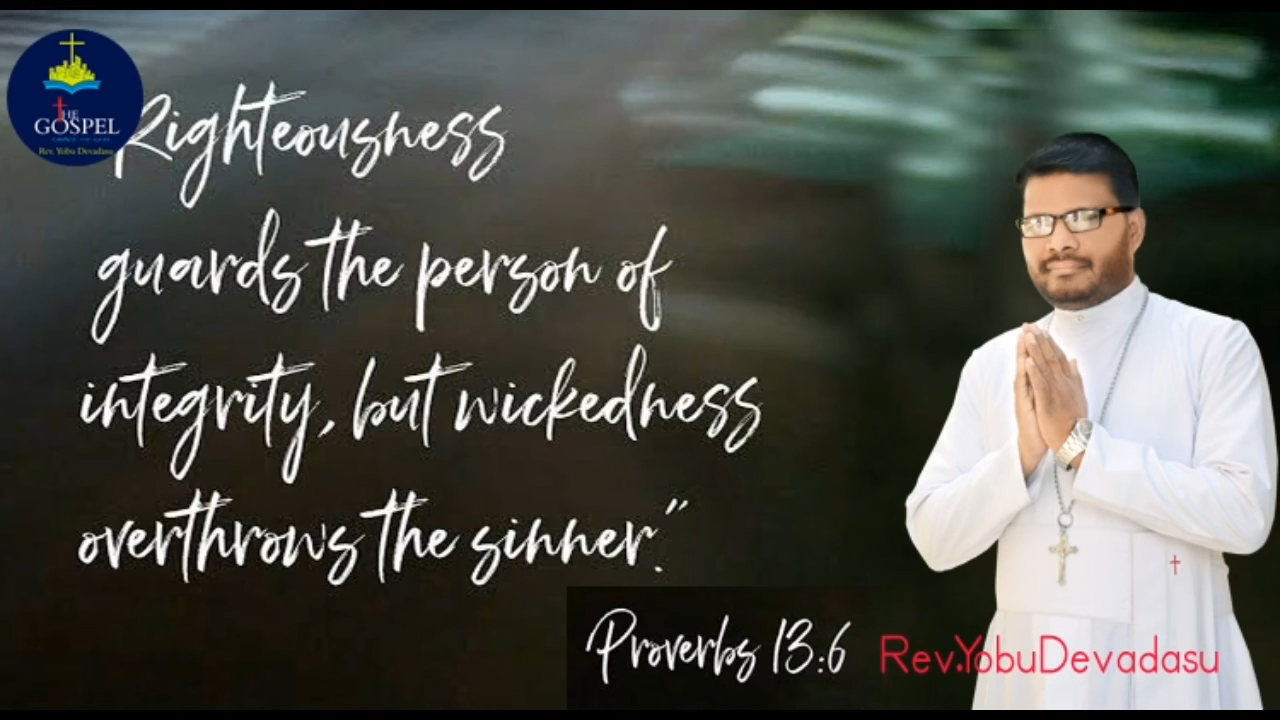 THE
GOSPEL
Rev. Yobu Devadasu
Righteousness
guards the person of
integrity, but wickedness
overthrows the sinner."
Proverbs 13:6
Rev.YobuDevadasu